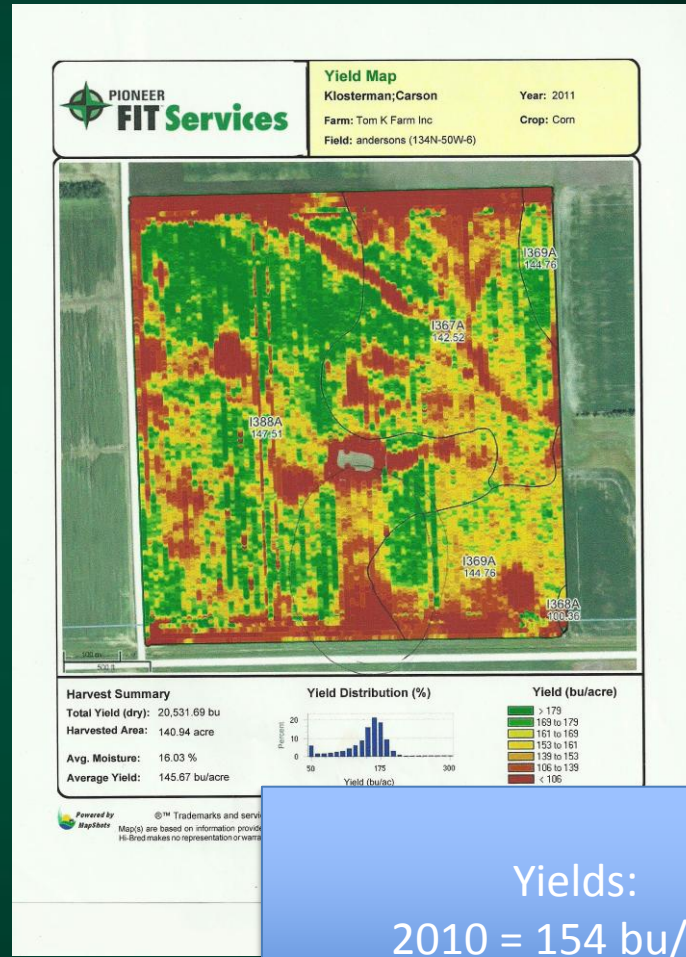 PIONEER
FIT Services
Yield Map
Klosterman;Carson Year: 2011
Farm: Tom K Farm Inc Crop: Corn
Field: andersons (134N-50W-6)
I369A
144.76
I367A
142.52
I388A
147.51
I369A
144.76
I368A
100.36
500 ft
Harvest Summary
Total Yield (dry): 20,531.69 bu
Harvested Area: 140.94 acre
Avg. Moisture: 16.03 %
Average Yield: 145.67 bu/acre
Yield Distribution (%)
Percent
20
10
0
50 175 300
Yield (bu/ac)
Yield (bu/acre)
> 179
169 to 179
161 to 169
153 to 161
139 to 153
106 to 139
< 106
Powered by
MapShots
®™ Trademarks and servi
Map(s) are based on information provide
Hi-Bred makes no representation or warra
Yields:
2010 = 154 bu/